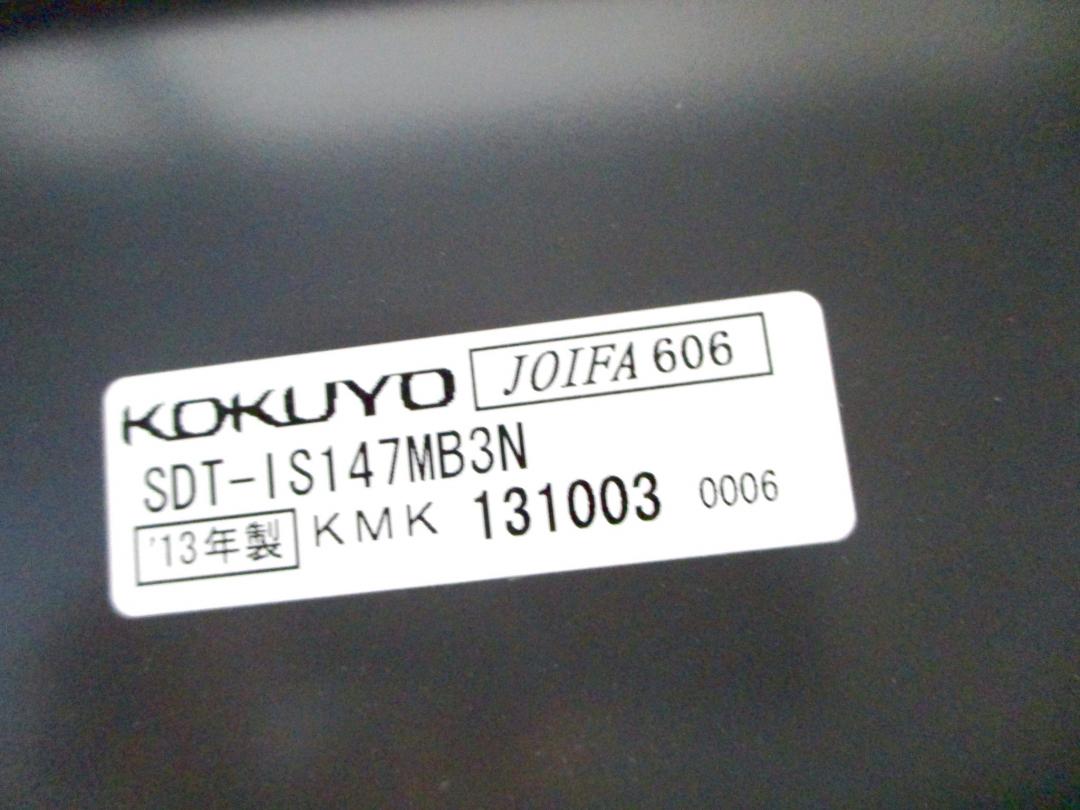 KOKUYO JOIFA 606
SDT-IS147MB3N
'13年製 KMK 131003 0006